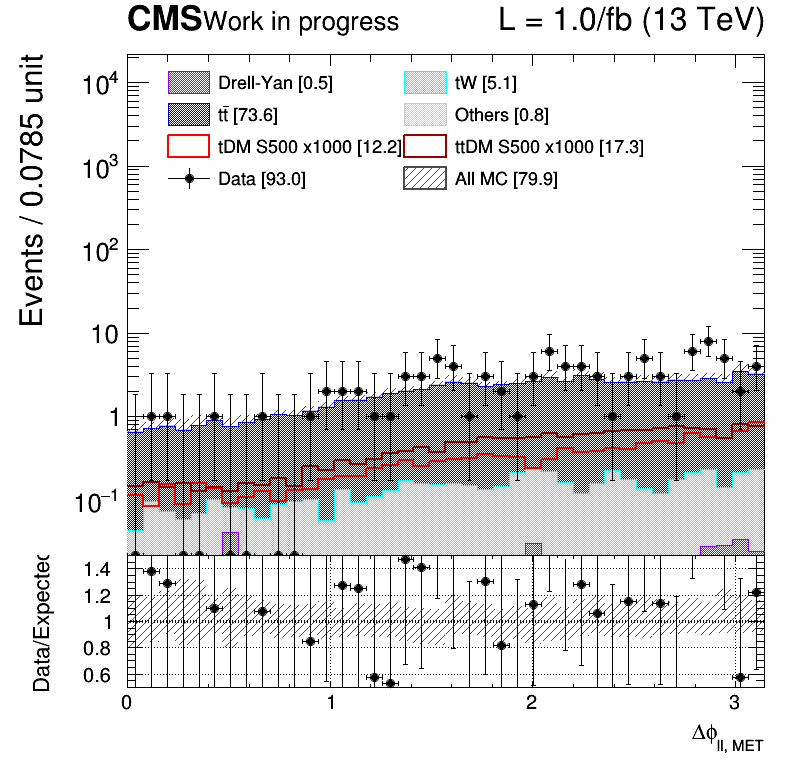 CMS Work in progress L = 1.0/fb (13 TeV)
Events / 0.0785 unit
Drell-Yan [0.5] tW [5.1]
tt̄ [73.6] Others [0.8]
tDM S500 x1000 [12.2] ttDM S500 x1000 [17.3]
Data [93.0] All MC [79.9]
10⁴
10³
10²
10
1
10⁻¹
Data/Expected
1.4
1.2
1
0.8
0.6
0 1 2 3
Δϕll, MET